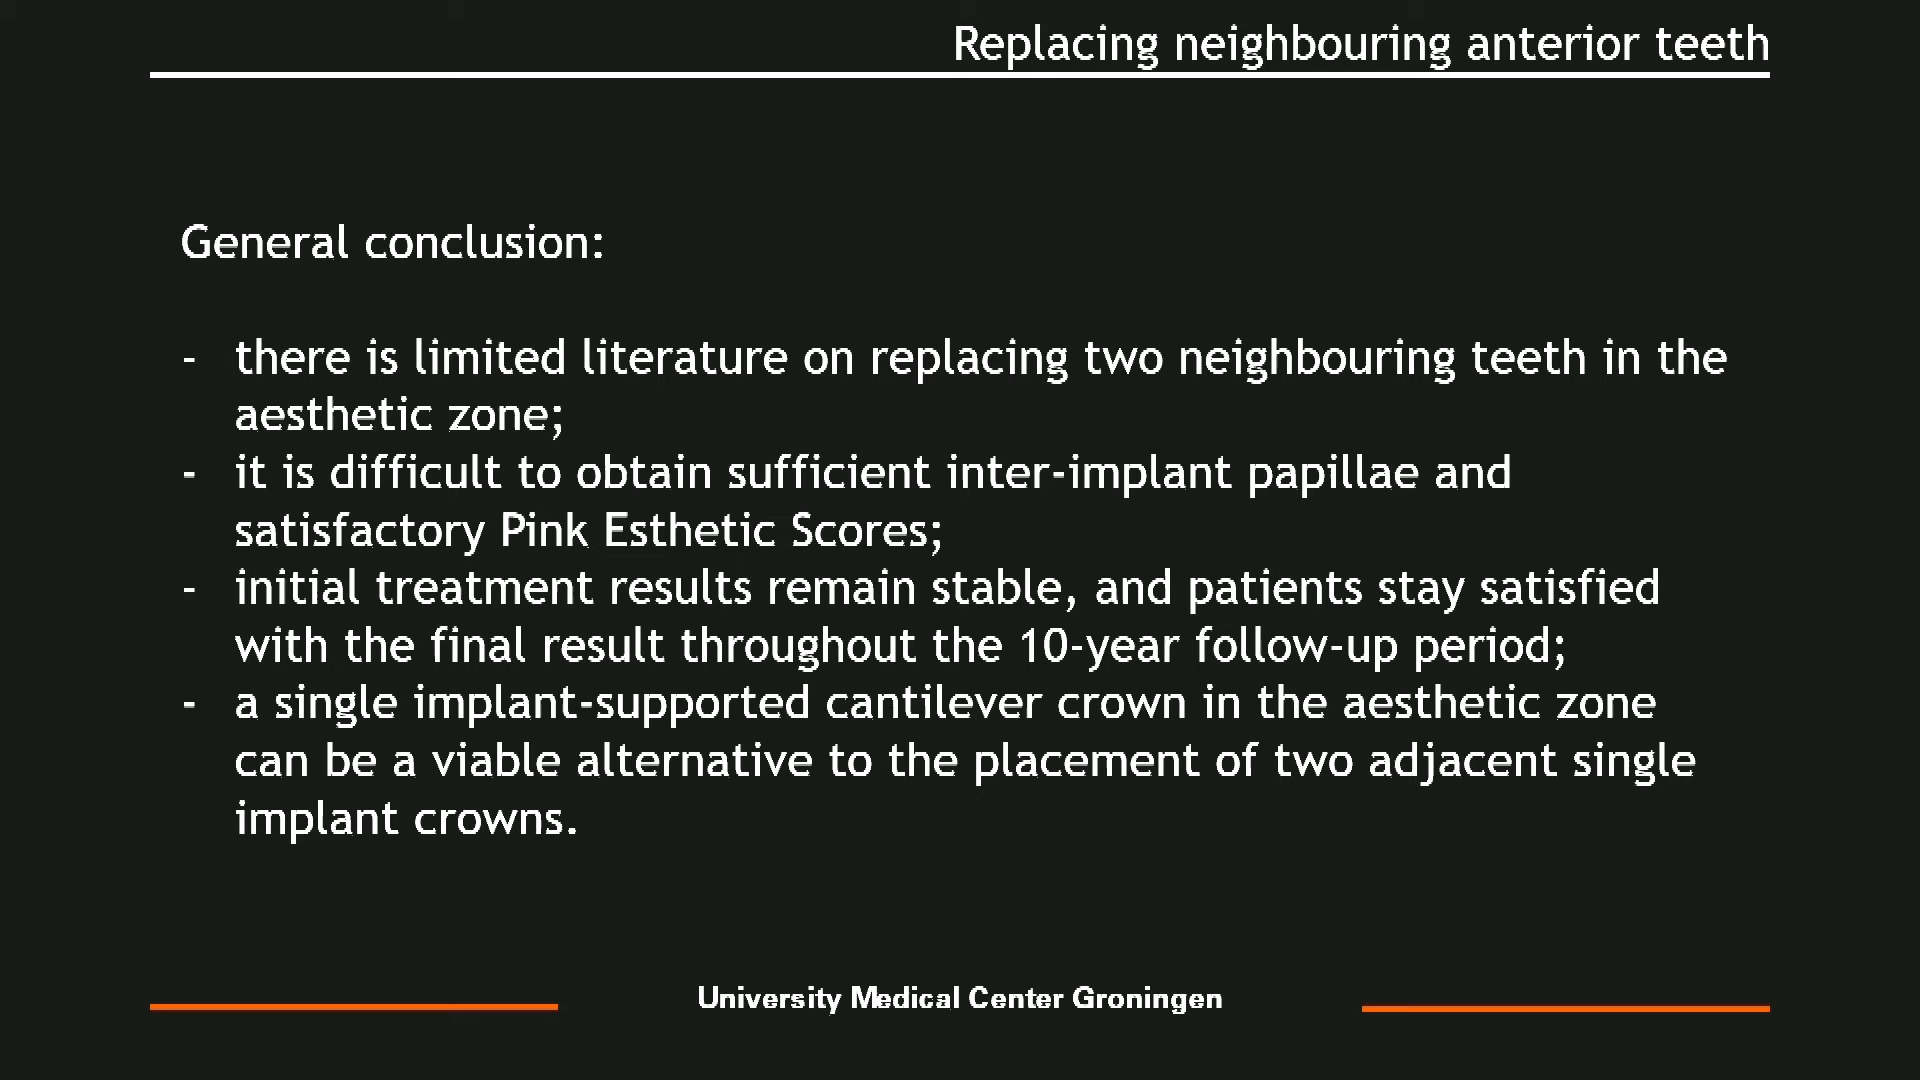 Replacing neighbouring anterior teeth
General conclusion:
- there is limited literature on replacing two neighbouring teeth in the
aesthetic zone;
- it is difficult to obtain sufficient inter-implant papillae and
satisfactory Pink Esthetic Scores;
- initial treatment results remain stable, and patients stay satisfied
with the final result throughout the 10-year follow-up period;
- a single implant-supported cantilever crown in the aesthetic zone
can be a viable alternative to the placement of two adjacent single
implant crowns.
University Medical Center Groningen